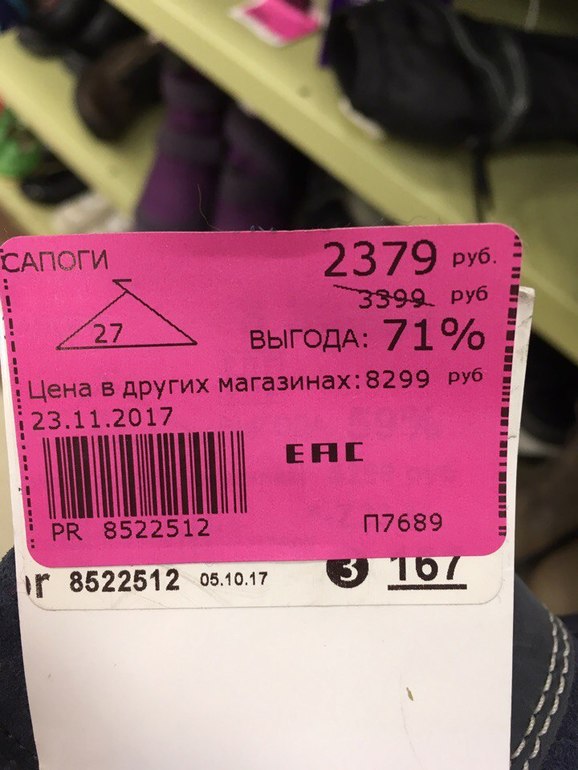 САПОГИ
2379 руб.
3399 руб
27
ВЫГОДА: 71%
Цена в других магазинах: 8299 руб
23.11.2017
EAC
PR 8522512
П7689
8522512 05.10.17 3 167